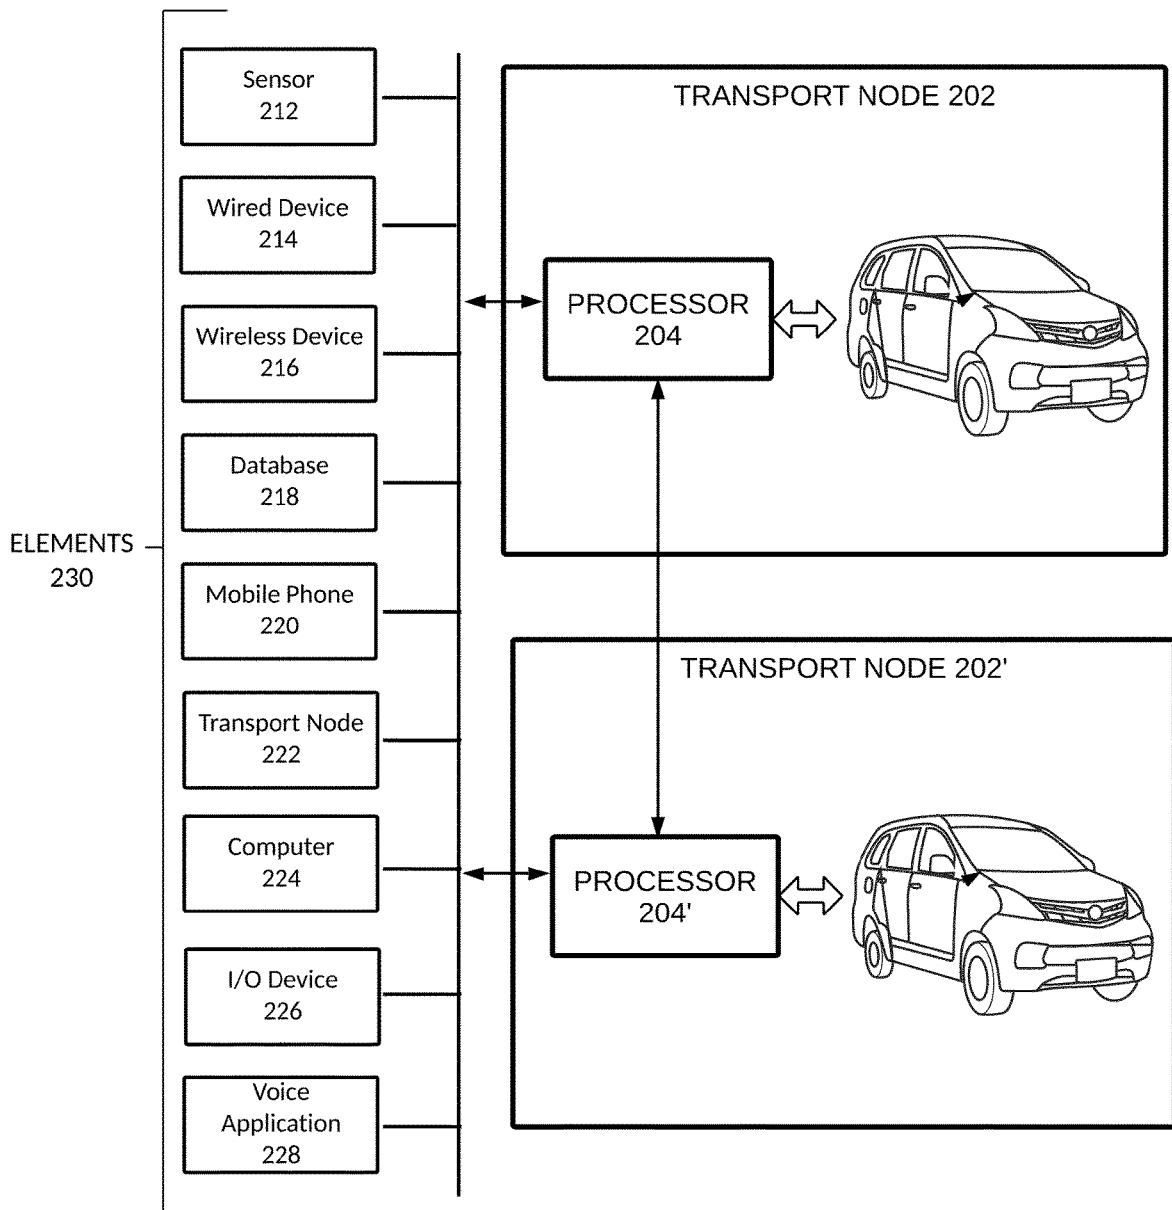 ELEMENTS
230
Sensor
212
Wired Device
214
Wireless Device
216
Database
218
Mobile Phone
220
Transport Node
222
Computer
224
I/O Device
226
Voice
Application
228
TRANSPORT NODE 202
PROCESSOR
204
TRANSPORT NODE 202'
PROCESSOR
204'